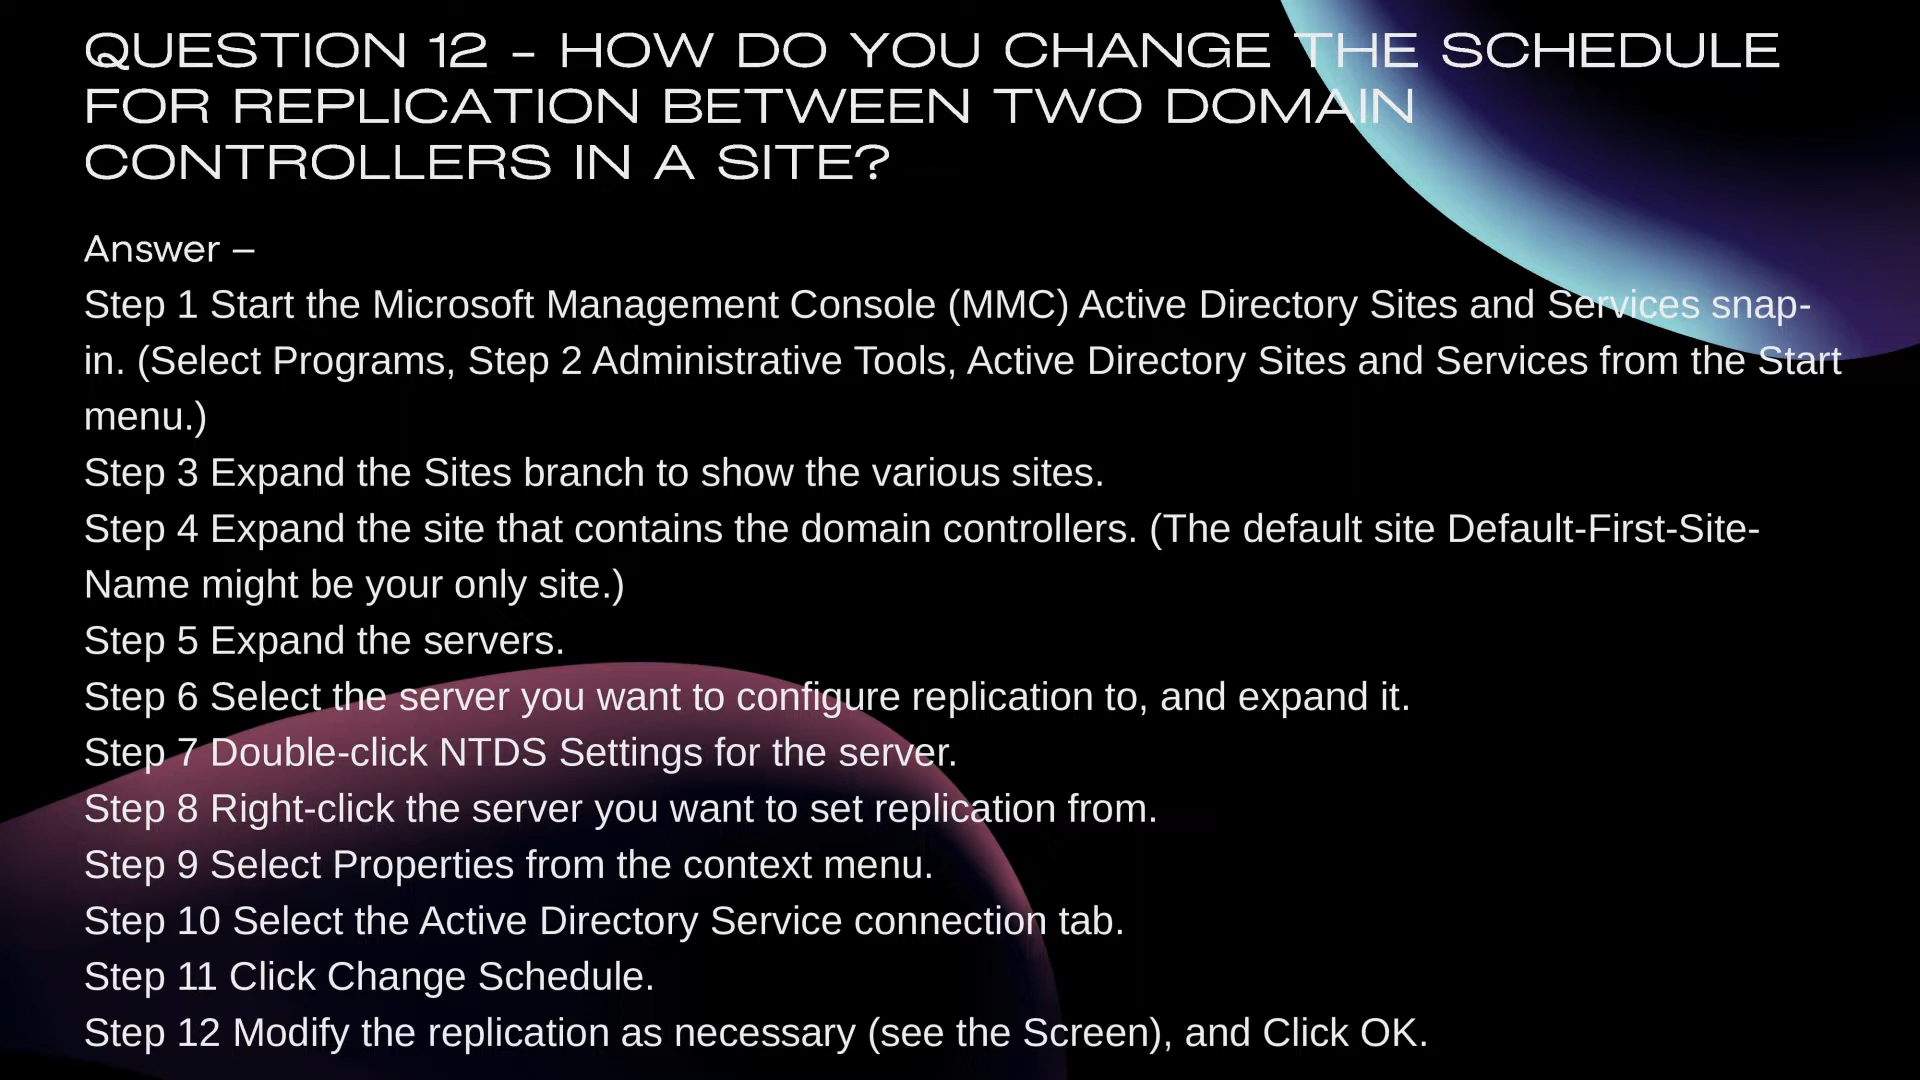 QUESTION 12 - HOW DO YOU CHANGE THE SCHEDULE
FOR REPLICATION BETWEEN TWO DOMAIN
CONTROLLERS IN A SITE?
Answer –
Step 1 Start the Microsoft Management Console (MMC) Active Directory Sites and Services snap-
in. (Select Programs, Step 2 Administrative Tools, Active Directory Sites and Services from the Start
menu.)
Step 3 Expand the Sites branch to show the various sites.
Step 4 Expand the site that contains the domain controllers. (The default site Default-First-Site-
Name might be your only site.)
Step 5 Expand the servers.
Step 6 Select the server you want to configure replication to, and expand it.
Step 7 Double-click NTDS Settings for the server.
Step 8 Right-click the server you want to set replication from.
Step 9 Select Properties from the context menu.
Step 10 Select the Active Directory Service connection tab.
Step 11 Click Change Schedule.
Step 12 Modify the replication as necessary (see the Screen), and Click OK.